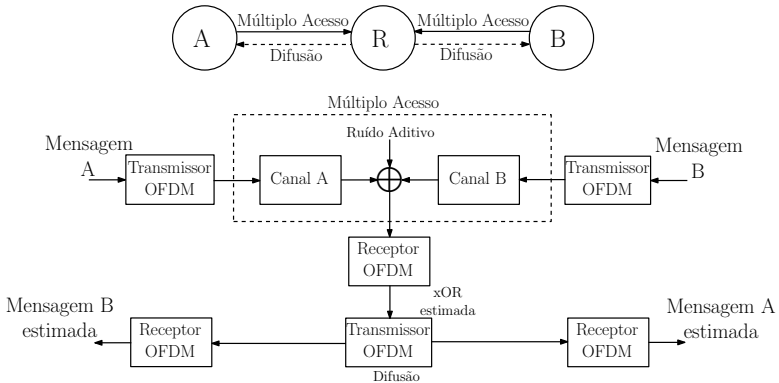 Múltiplo Acesso
Múltiplo Acesso
A
R
B
Difusão
Difusão
Múltiplo Acesso
Ruído Aditivo
Mensagem
A
Transmissor
OFDM
Canal A
Canal B
Transmissor
OFDM
Mensagem
B
Receptor
OFDM
xOR
estimada
Mensagem B
estimada
Receptor
OFDM
Transmissor
OFDM
Difusão
Receptor
OFDM
Mensagem A
estimada